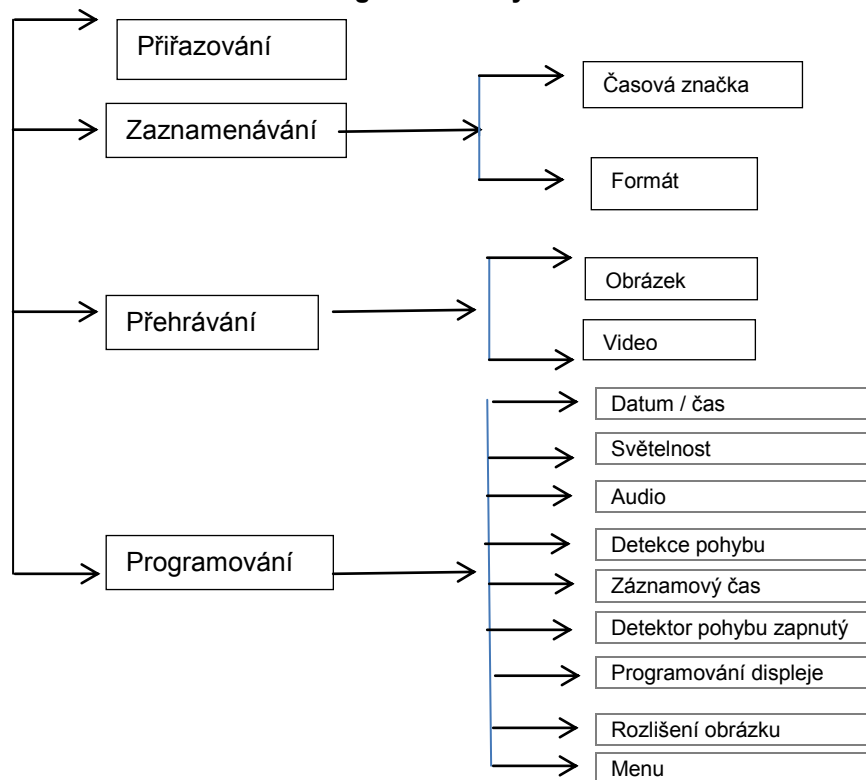 Přiřazování
Zaznamenávání
Časová značka
Formát
Přehrávání
Obrázek
Video
Programování
Datum / čas
Světelnost
Audio
Detekce pohybu
Záznamový čas
Detektor pohybu zapnutý
Programování displeje
Rozlišení obrázku
Menu